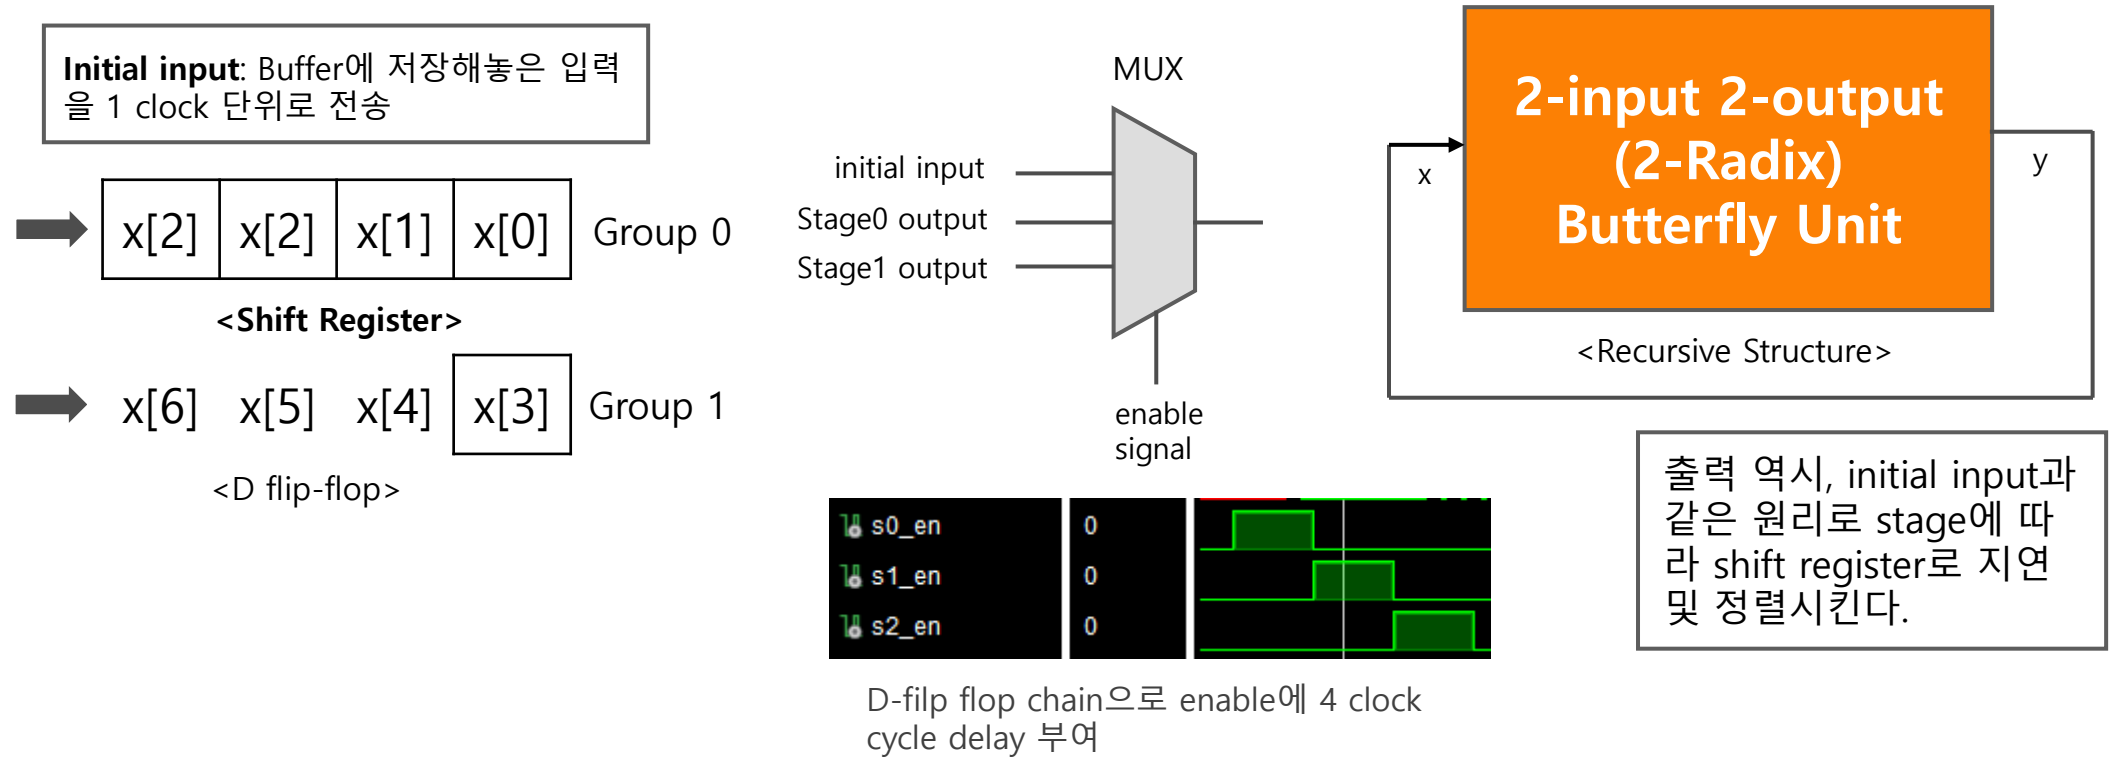 Initial input: Buffer에 저장해놓은 입력
을 1 clock 단위로 전송
x[2] x[2] x[1] x[0] Group 0
<Shift Register>
x[6] x[5] x[4] x[3] Group 1
<D flip-flop>
MUX
initial input
Stage0 output
Stage1 output
enable
signal
s0_en 0
s1_en 0
s2_en 0
D-filp flop chain으로 enable에 4 clock
cycle delay 부여
2-input 2-output
(2-Radix)
Butterfly Unit
x
y
<Recursive Structure>
출력 역시, initial input과
같은 원리로 stage에 따
라 shift register로 지연
및 정렬시킨다.